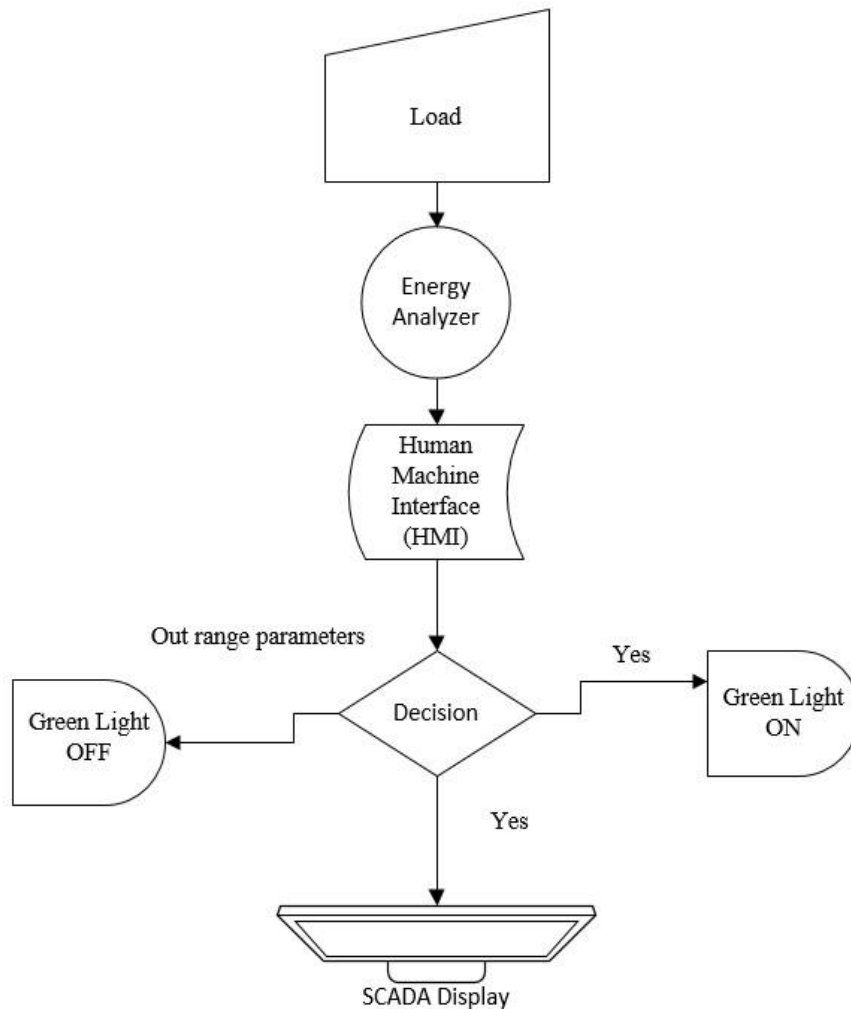 Load
Energy
Analyzer
Human
Machine
Interface
(HMI)
Out range parameters
Yes
Green Light
OFF
Decision
Green Light
ON
Yes
SCADA Display